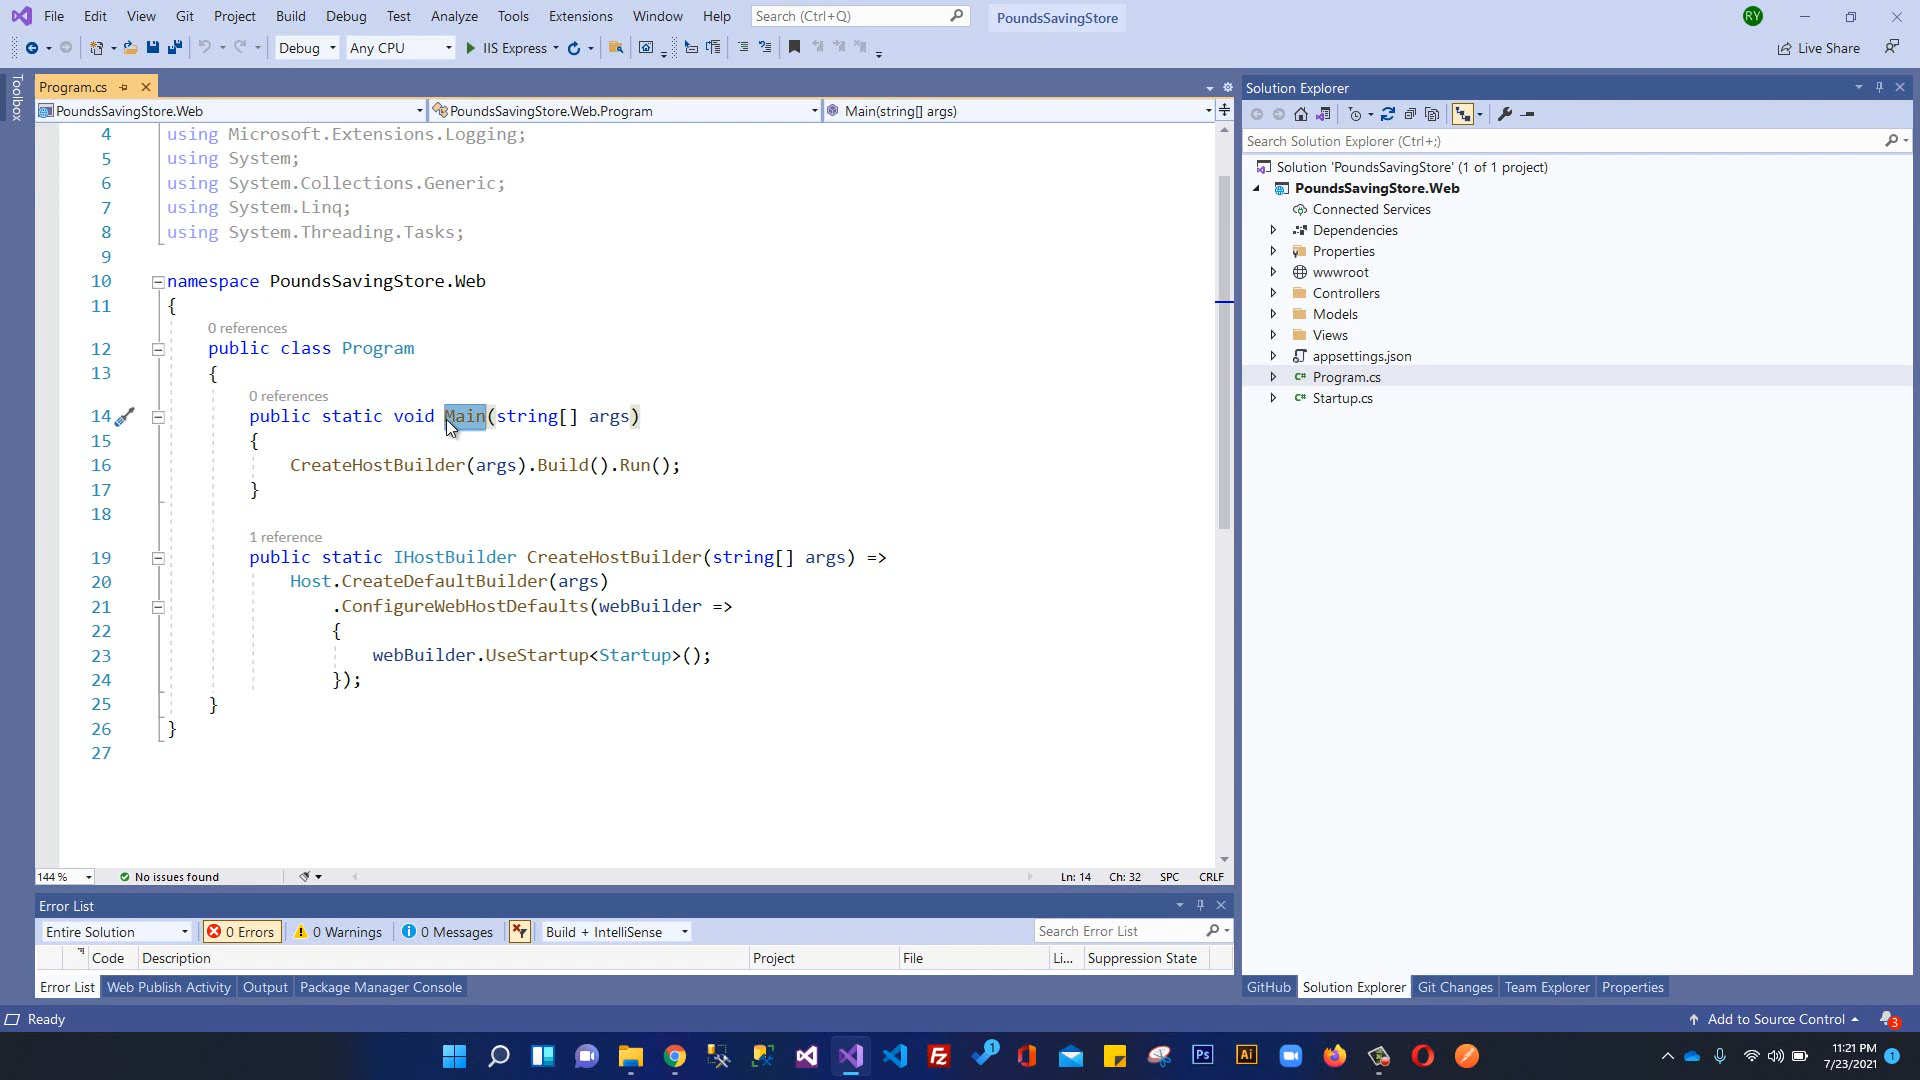 File Edit View Git Project Build Debug Test Analyze Tools Extensions Window Help Search (Ctrl+Q) PoundsSavingStore RY
Debug Any CPU IIS Express Live Share
Toolbox
Program.cs
PoundsSavingStore.Web PoundsSavingStore.Web.Program Main(string[] args)
4 using Microsoft.Extensions.Logging;
5 using System;
6 using System.Collections.Generic;
7 using System.Linq;
8 using System.Threading.Tasks;
9
10 namespace PoundsSavingStore.Web
11 {
0 references
12 public class Program
13 {
0 references
14 public static void Main(string[] args)
15 {
16 CreateHostBuilder(args).Build().Run();
17 }
18
1 reference
19 public static IHostBuilder CreateHostBuilder(string[] args) =>
20 Host.CreateDefaultBuilder(args)
21 .ConfigureWebHostDefaults(webBuilder =>
22 {
23 webBuilder.UseStartup<Startup>();
24 });
25 }
26 }
27
144 % No issues found Ln: 14 Ch: 32 SPC CRLF
Error List
Entire Solution 0 Errors 0 Warnings 0 Messages Build + IntelliSense Search Error List
Code Description Project File Li... Suppression State
Error List Web Publish Activity Output Package Manager Console
Solution Explorer
Search Solution Explorer (Ctrl+;)
Solution 'PoundsSavingStore' (1 of 1 project)
PoundsSavingStore.Web
Connected Services
Dependencies
Properties
wwwroot
Controllers
Models
Views
appsettings.json
C# Program.cs
C# Startup.cs
GitHub Solution Explorer Git Changes Team Explorer Properties
Ready Add to Source Control 3
1 Ps Ai 11:21 PM
7/23/2021 1